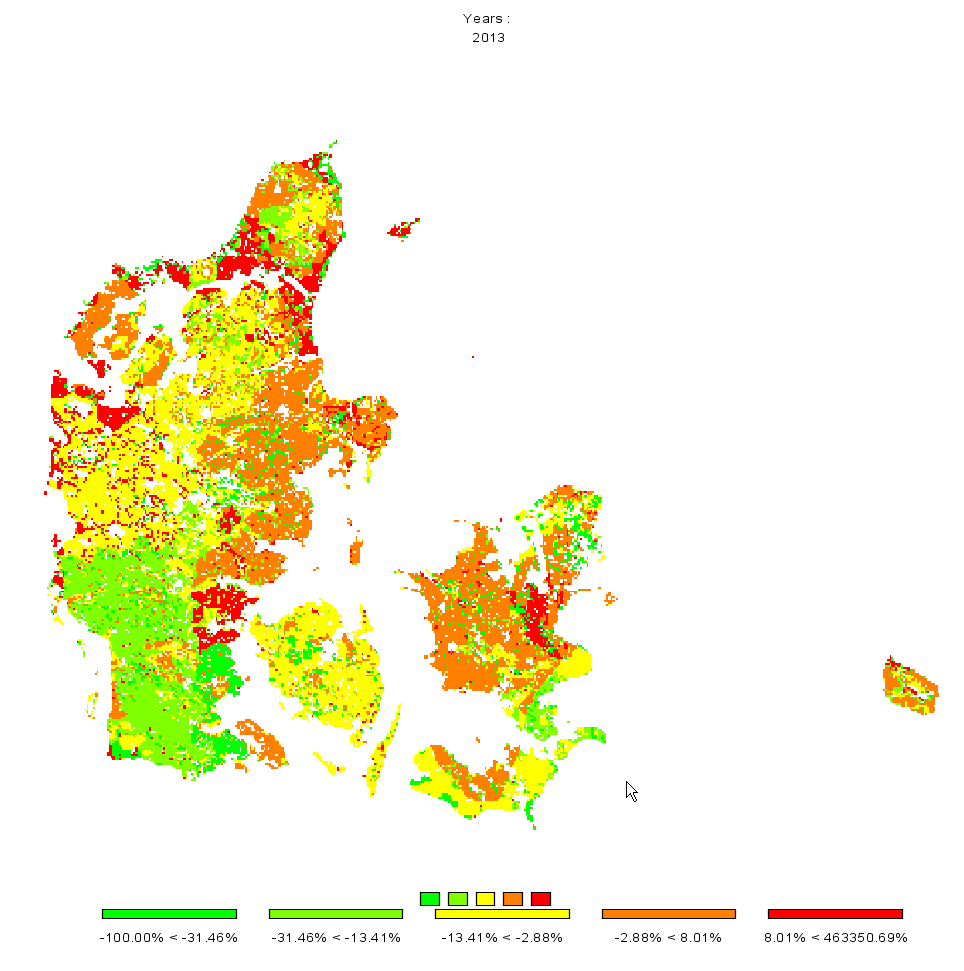 Years :
2013
-100.00% < -31.46%
-31.46% < -13.41%
-13.41% < -2.88%
-2.88% < 8.01%
8.01% < 463350.69%